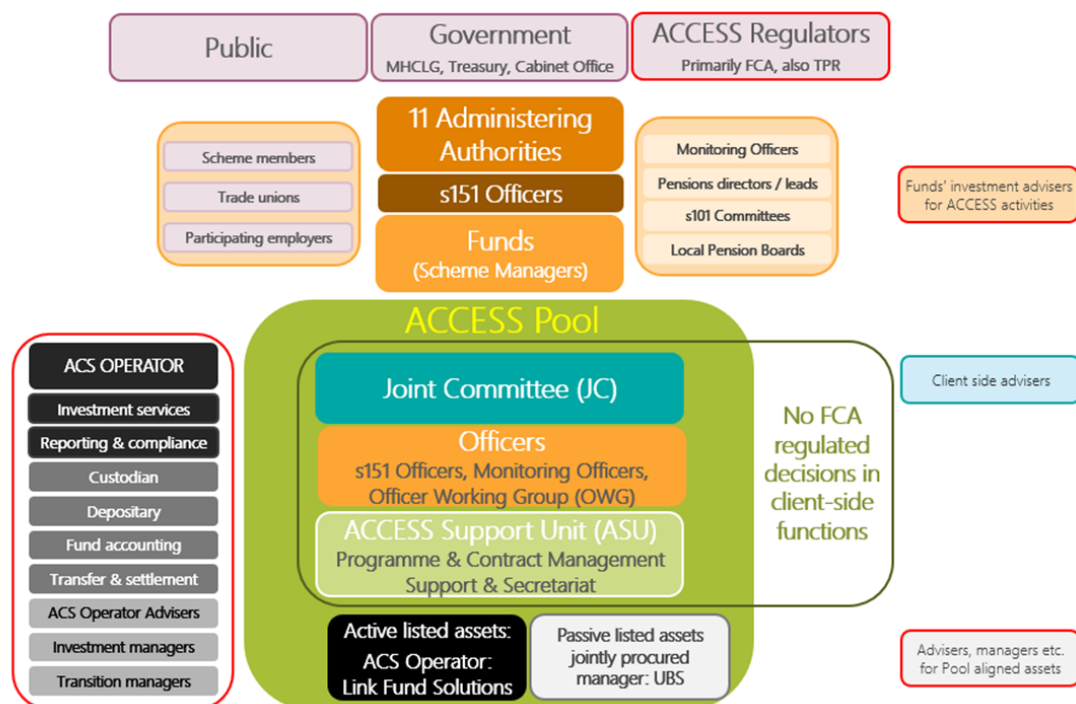 Public
Government
MHCLG, Treasury, Cabinet Office
ACCESS Regulators
Primarily FCA, also TPR
Scheme members
Trade unions
Participating employers
11 Administering
Authorities
s151 Officers
Funds
(Scheme Managers)
Monitoring Officers
Pensions directors / leads
s101 Committees
Local Pension Boards
Funds' investment advisers
for ACCESS activities
ACCESS Pool
ACS OPERATOR
Investment services
Reporting & compliance
Custodian
Depositary
Fund accounting
Transfer & settlement
ACS Operator Advisers
Investment managers
Transition managers
Joint Committee (JC)
Officers
s151 Officers, Monitoring Officers,
Officer Working Group (OWG)
ACCESS Support Unit (ASU)
Programme & Contract Management
Support & Secretariat
No FCA
regulated
decisions in
client-side
functions
Client side advisers
Active listed assets:
ACS Operator:
Link Fund Solutions
Passive listed assets
jointly procured
manager: UBS
Advisers, managers etc.
for Pool aligned assets